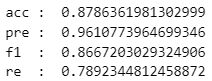 acc :  0.8786361981302999
pre :  0.9610773964699346
f1  :  0.8667203029324906
re  :  0.7892344812458872